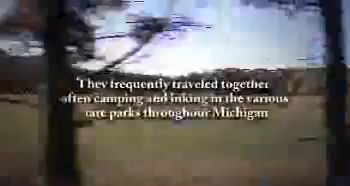 They frequently traveled together
often camping and hiking in the various
state parks throughout Michigan